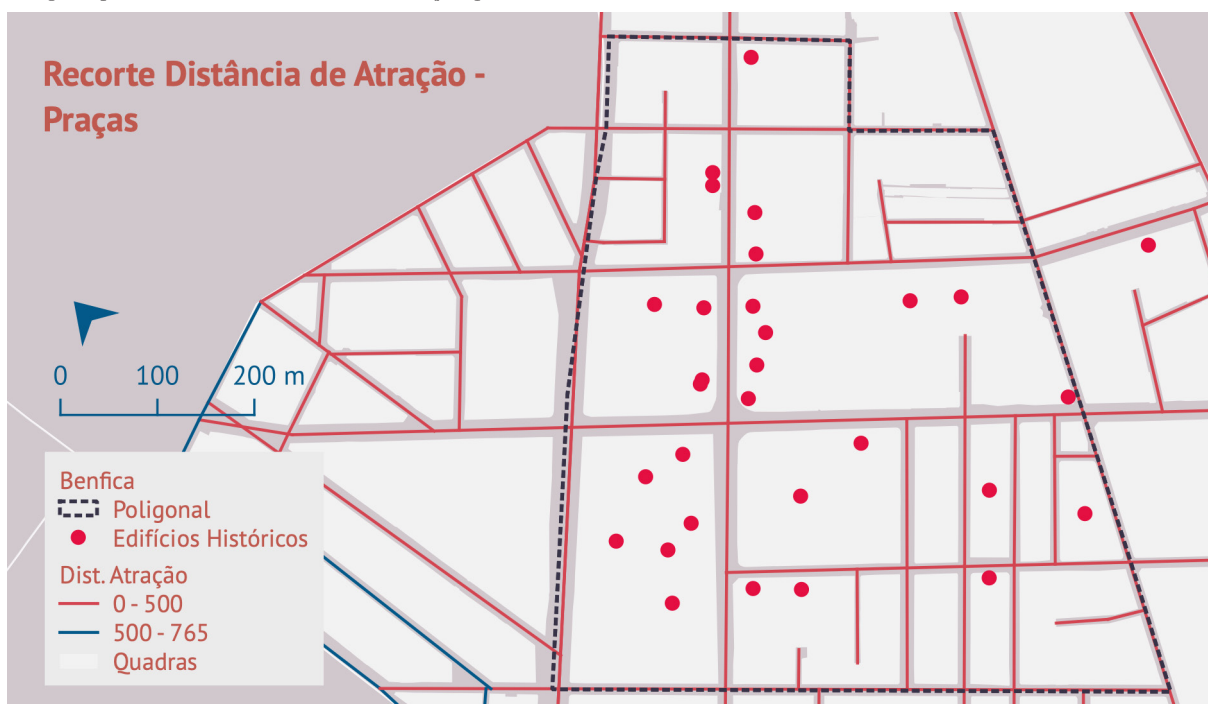 Recorte Distância de Atração -
Praças
0 100 200 m
Benfica
Poligonal
Edifícios Históricos
Dist. Atração
0 - 500
500 - 765
Quadras